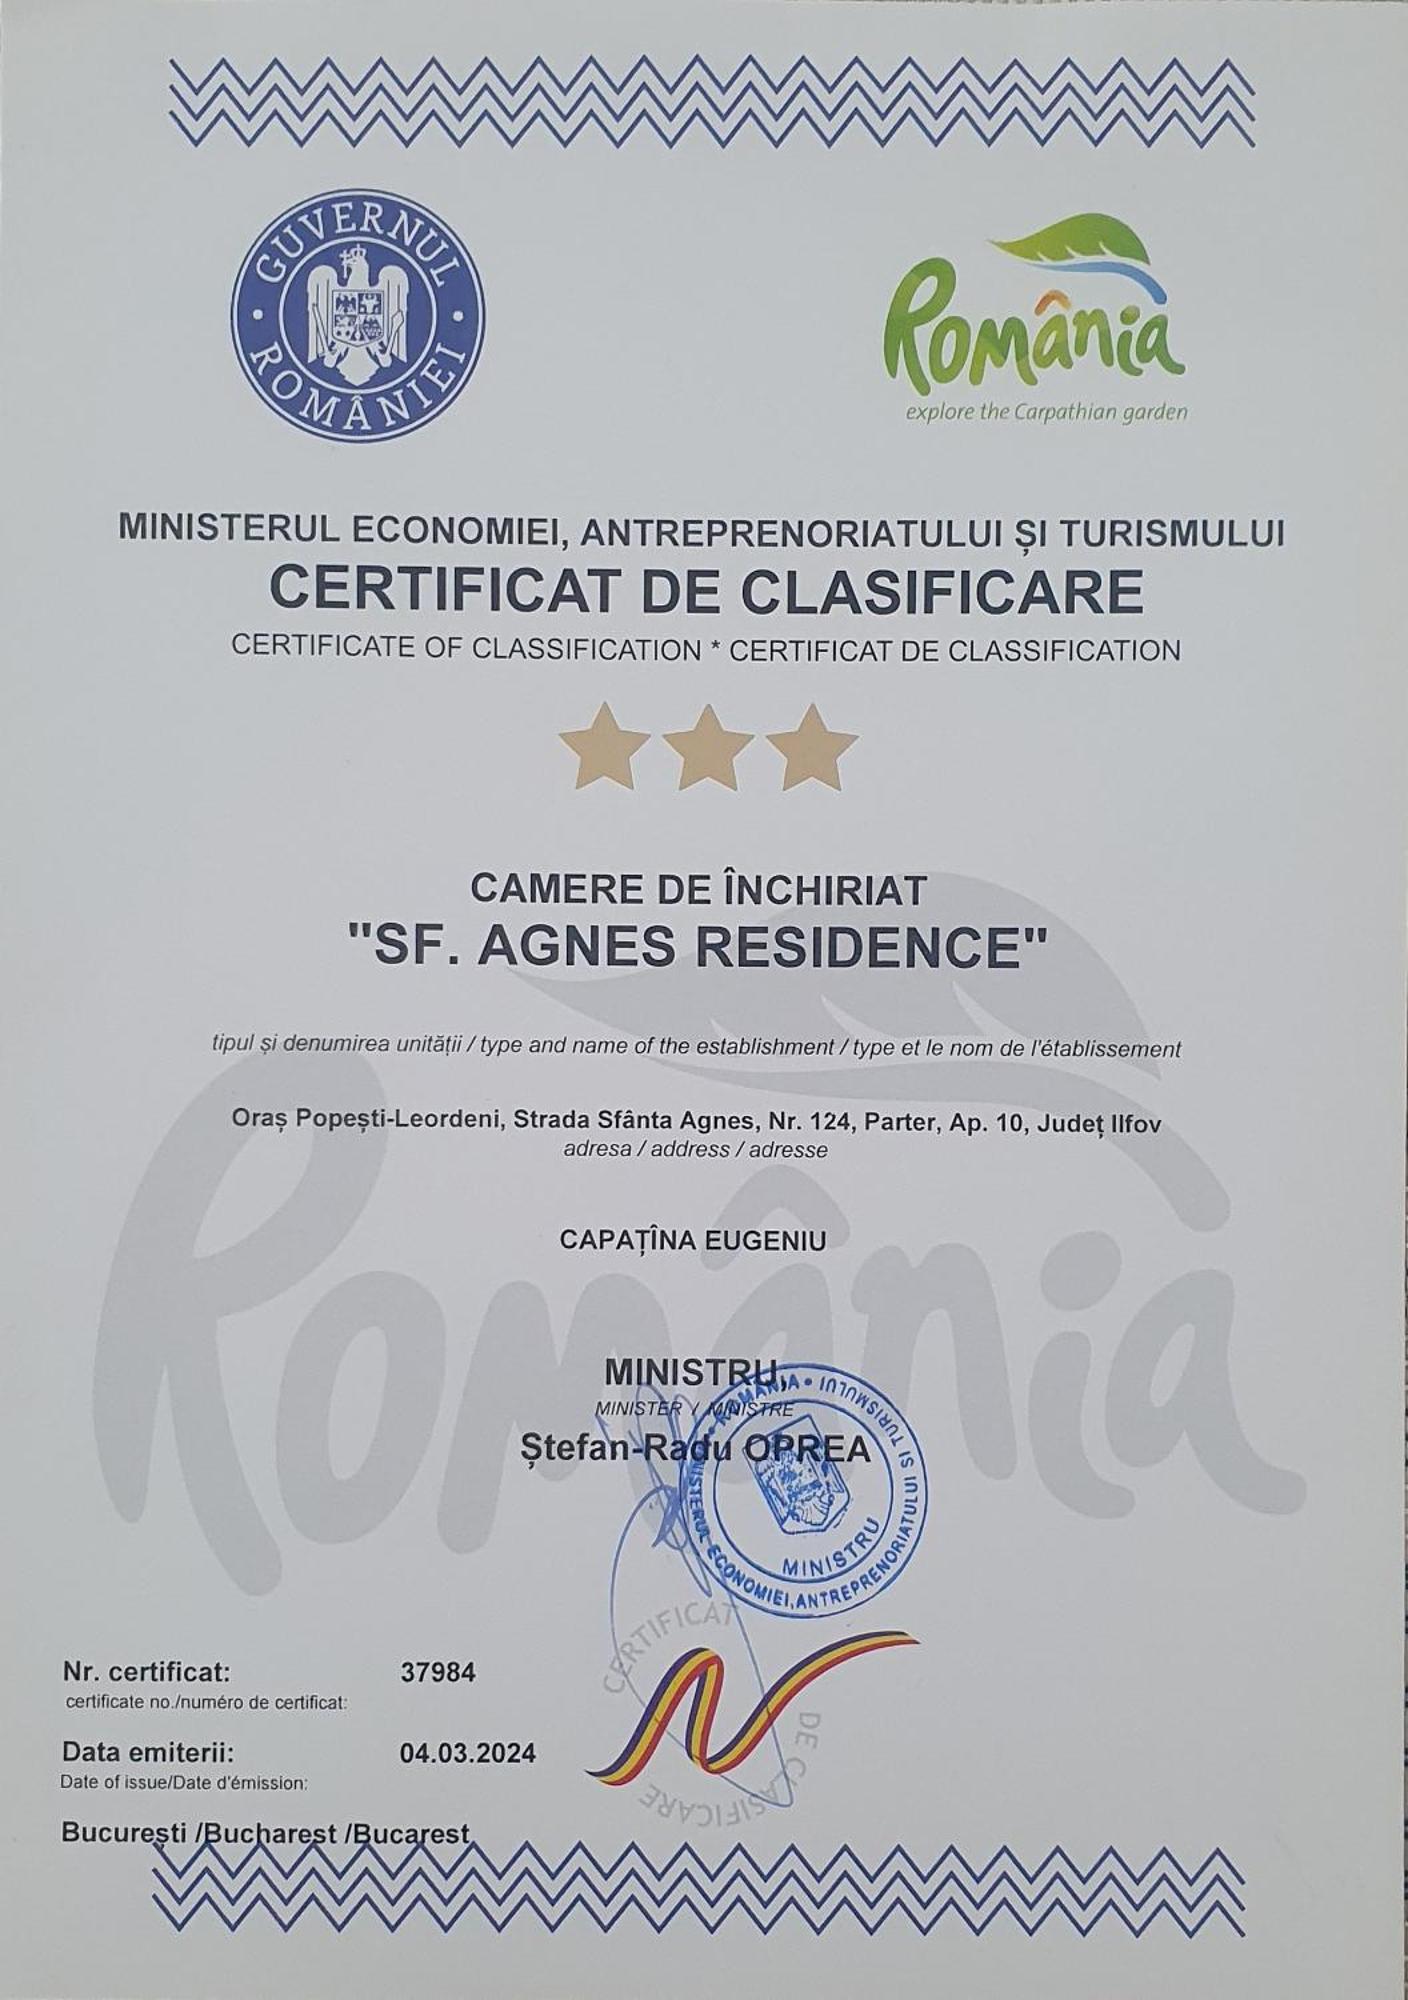 GUVERNUL ROMÂNIEI
România
explore the Carpathian garden
MINISTERUL ECONOMIEI, ANTREPRENORIATULUI ȘI TURISMULUI
CERTIFICAT DE CLASIFICARE
CERTIFICATE OF CLASSIFICATION * CERTIFICAT DE CLASSIFICATION
CAMERE DE ÎNCHIRIAT
"SF. AGNES RESIDENCE"
tipul și denumirea unității / type and name of the establishment / type et le nom de l'établissement
Oraș Popești-Leordeni, Strada Sfânta Agnes, Nr. 124, Parter, Ap. 10, Județ Ilfov
adresa / address / adresse
România
CAPAȚÎNA EUGENIU
MINISTRU,
MINISTER / MINISTRE
Ștefan-Radu OPREA
ROMÂNIA • MINISTERUL ECONOMIEI, ANTREPRENORIATULUI SI TURISMULUI
MINISTRU
CERTIFICAT DE CLASIFICARE
Nr. certificat: 37984
certificate no./numéro de certificat:
Data emiterii: 04.03.2024
Date of issue/Date d'émission:
București /Bucharest /Bucarest